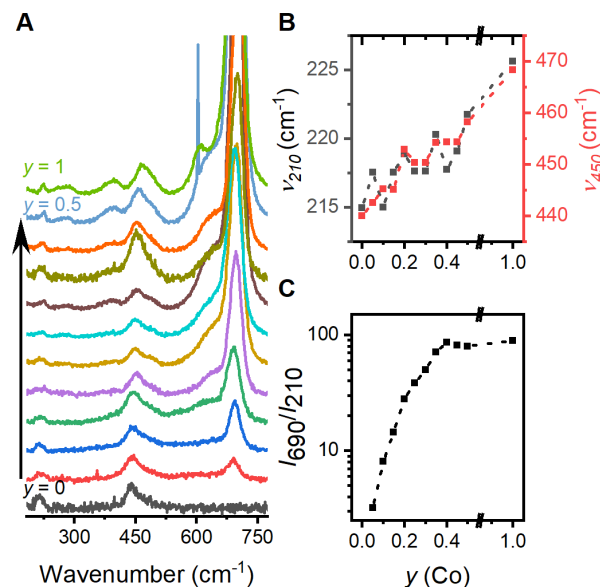 A
y = 1
y = 0.5
y = 0
300 450 600 750
Wavenumber (cm⁻¹)
B
ν₂₁₀ (cm⁻¹)
225
220
215
470
460
450
440
ν₄₅₀ (cm⁻¹)
0.0 0.2 0.4 1.0
C
I₆₉₀/I₂₁₀
100
10
0.0 0.2 0.4 1.0
y (Co)